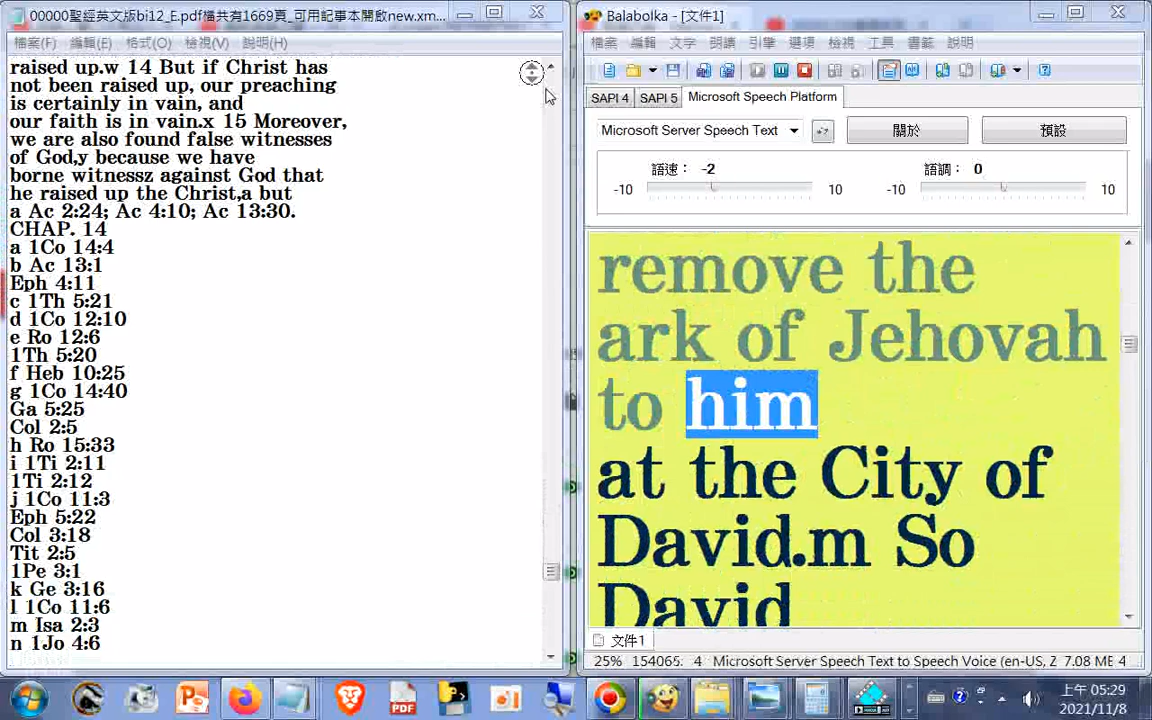 00000聖經英文版bi12_E.pdf檔共有1669頁_可用記事本開啟new.xm...
檔案(F) 編輯(E) 格式(O) 檢視(V) 說明(H)
raised up.w 14 But if Christ has
not been raised up, our preaching
is certainly in vain, and
our faith is in vain.x 15 Moreover,
we are also found false witnesses
of God,y because we have
borne witnessz against God that
he raised up the Christ,a but
a Ac 2:24; Ac 4:10; Ac 13:30.
CHAP. 14
a 1Co 14:4
b Ac 13:1
Eph 4:11
c 1Th 5:21
d 1Co 12:10
e Ro 12:6
1Th 5:20
f Heb 10:25
g 1Co 14:40
Ga 5:25
Col 2:5
h Ro 15:33
i 1Ti 2:11
1Ti 2:12
j 1Co 11:3
Eph 5:22
Col 3:18
Tit 2:5
1Pe 3:1
k Ge 3:16
l 1Co 11:6
m Isa 2:3
n 1Jo 4:6
Balabolka - [文件1]
檔案 編輯 文字 朗讀 引擎 選項 檢視 工具 書籤 說明
SAPI 4 SAPI 5 Microsoft Speech Platform
Microsoft Server Speech Text 關於 預設
語速: -2 語調: 0
-10 10 -10 10
remove the
ark of Jehovah
to him
at the City of
David.m So
David
文件1
25% 154065: 4 Microsoft Server Speech Text to Speech Voice (en-US, Z 7.08 ME 4
PDF
上午 05:29
2021/11/8